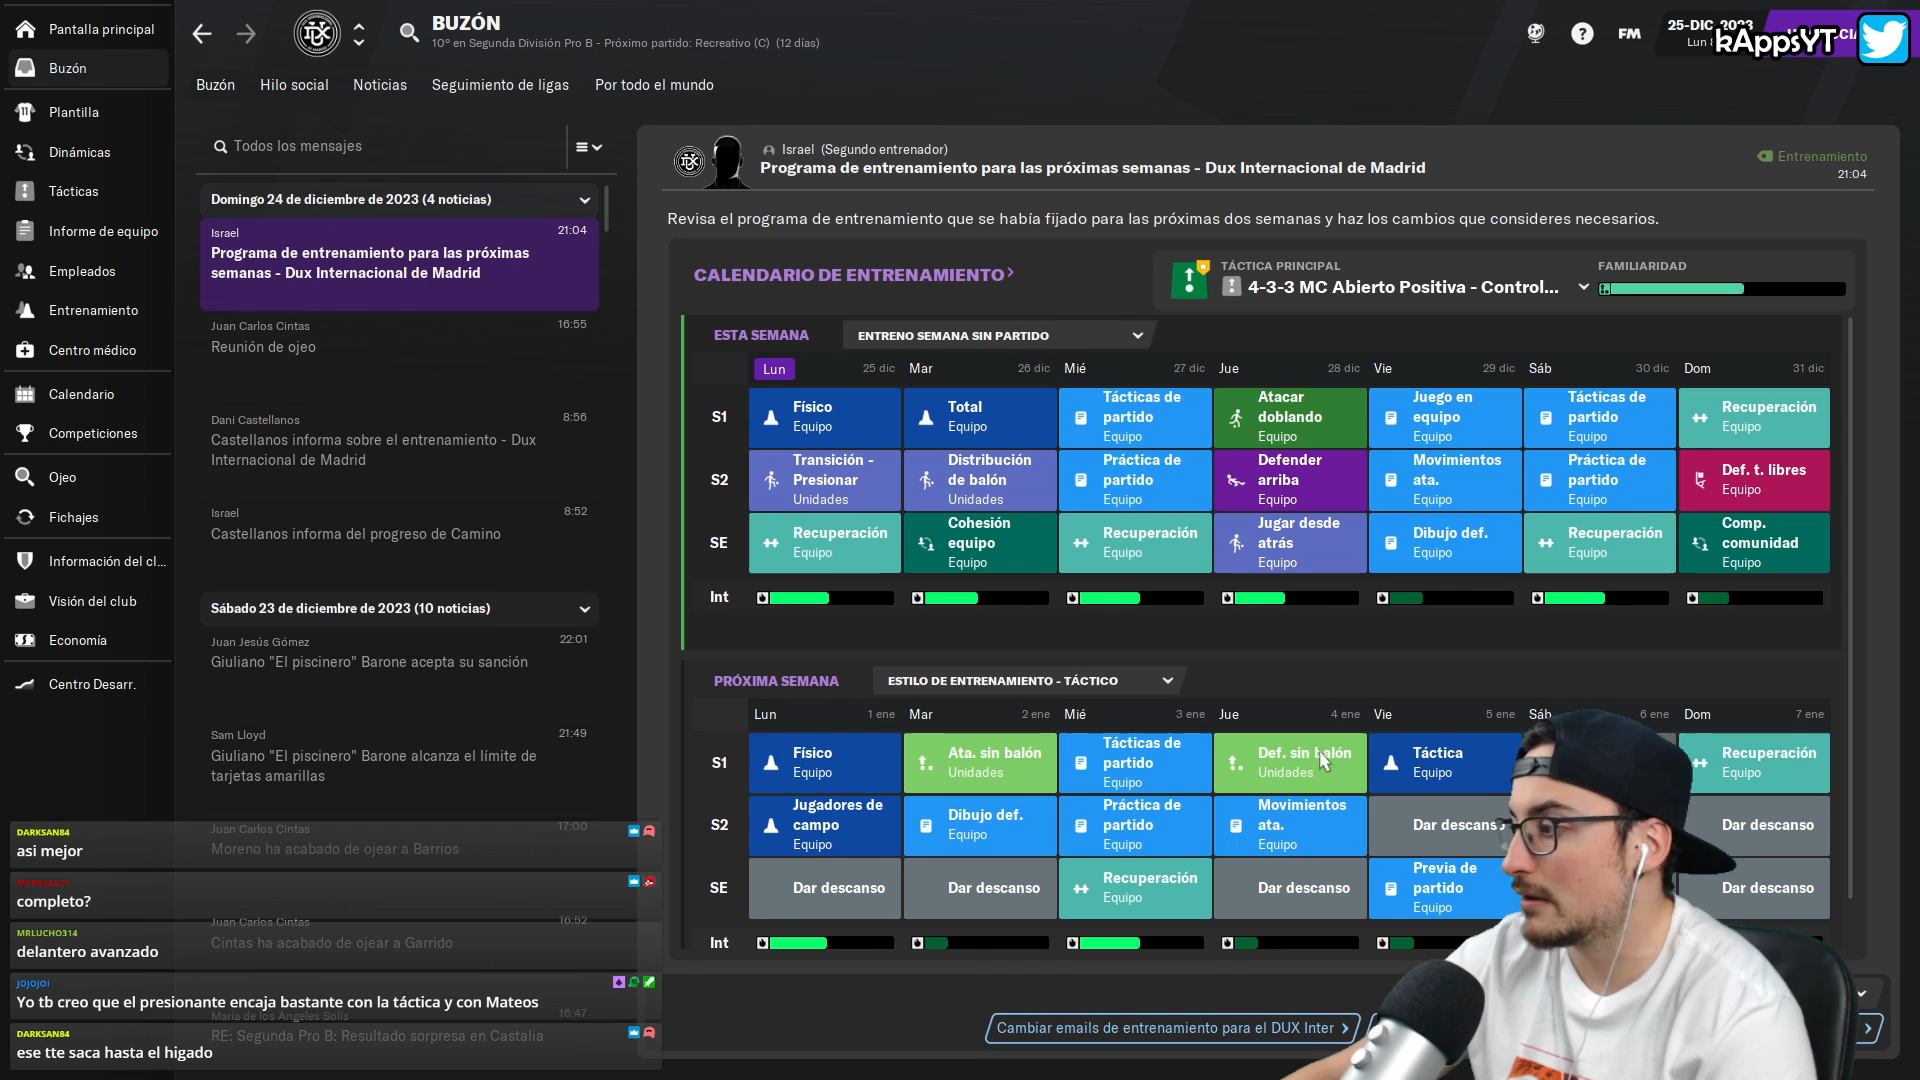 Pantalla principal
Buzón
Plantilla
Dinámicas
Tácticas
Informe de equipo
Empleados
Entrenamiento
Centro médico
Calendario
Competiciones
Ojeo
Fichajes
Información del cl...
Visión del club
Economía
Centro Desarr.
BUZÓN
10º en Segunda División Pro B - Próximo partido: Recreativo (C) (12 días)
FM
25-DIC 2023
Lun
kAppsYT
Buzón
Hilo social
Noticias
Seguimiento de ligas
Por todo el mundo
Todos los mensajes
Domingo 24 de diciembre de 2023 (4 noticias)
Israel 21:04
Programa de entrenamiento para las próximas
semanas - Dux Internacional de Madrid
Juan Carlos Cintas 16:55
Reunión de ojeo
Dani Castellanos 8:56
Castellanos informa sobre el entrenamiento - Dux
Internacional de Madrid
Israel 8:52
Castellanos informa del progreso de Camino
Sábado 23 de diciembre de 2023 (10 noticias)
Juan Jesús Gómez 22:01
Giuliano "El piscinero" Barone acepta su sanción
Sam Lloyd 21:49
Giuliano "El piscinero" Barone alcanza el límite de
tarjetas amarillas
Juan Carlos Cintas 17:00
Moreno ha acabado de ojear a Barrios
Juan Carlos Cintas 16:52
Cintas ha acabado de ojear a Garrido
María de los Ángeles Solís 16:47
RE: Segunda Pro B: Resultado sorpresa en Castalia
DARKSAN84
asi mejor
completo?
MRLUCHO314
delantero avanzado
JOJOJOI
Yo tb creo que el presionante encaja bastante con la táctica y con Mateos
DARKSAN84
ese tte saca hasta el higado
Israel (Segundo entrenador)
Programa de entrenamiento para las próximas semanas - Dux Internacional de Madrid
Entrenamiento
21:04
Revisa el programa de entrenamiento que se había fijado para las próximas dos semanas y haz los cambios que consideres necesarios.
CALENDARIO DE ENTRENAMIENTO
TÁCTICA PRINCIPAL
4-3-3 MC Abierto Positiva - Control...
FAMILIARIDAD
ESTA SEMANA
ENTRENO SEMANA SIN PARTIDO
Lun 25 dic Mar 26 dic Mié 27 dic Jue 28 dic Vie 29 dic Sáb 30 dic Dom 31 dic
S1
Físico
Equipo
Total
Equipo
Tácticas de
partido
Equipo
Atacar
doblando
Equipo
Juego en
equipo
Equipo
Tácticas de
partido
Equipo
Recuperación
Equipo
S2
Transición -
Presionar
Unidades
Distribución
de balón
Unidades
Práctica de
partido
Equipo
Defender
arriba
Equipo
Movimientos
ata.
Equipo
Práctica de
partido
Equipo
Def. t. libres
Equipo
SE
Recuperación
Equipo
Cohesión
equipo
Equipo
Recuperación
Equipo
Jugar desde
atrás
Equipo
Dibujo def.
Equipo
Recuperación
Equipo
Comp.
comunidad
Equipo
Int
PRÓXIMA SEMANA
ESTILO DE ENTRENAMIENTO - TÁCTICO
Lun 1 ene Mar 2 ene Mié 3 ene Jue 4 ene Vie 5 ene Sáb 6 ene Dom 7 ene
S1
Físico
Equipo
Ata. sin balón
Unidades
Tácticas de
partido
Equipo
Def. sin balón
Unidades
Táctica
Equipo
Recuperación
Equipo
S2
Jugadores de
campo
Equipo
Dibujo def.
Equipo
Práctica de
partido
Equipo
Movimientos
ata.
Equipo
Dar descanso
Dar descanso
SE
Dar descanso
Dar descanso
Recuperación
Equipo
Dar descanso
Previa de
partido
Equipo
Dar descanso
Int
Cambiar emails de entrenamiento para el DUX Inter